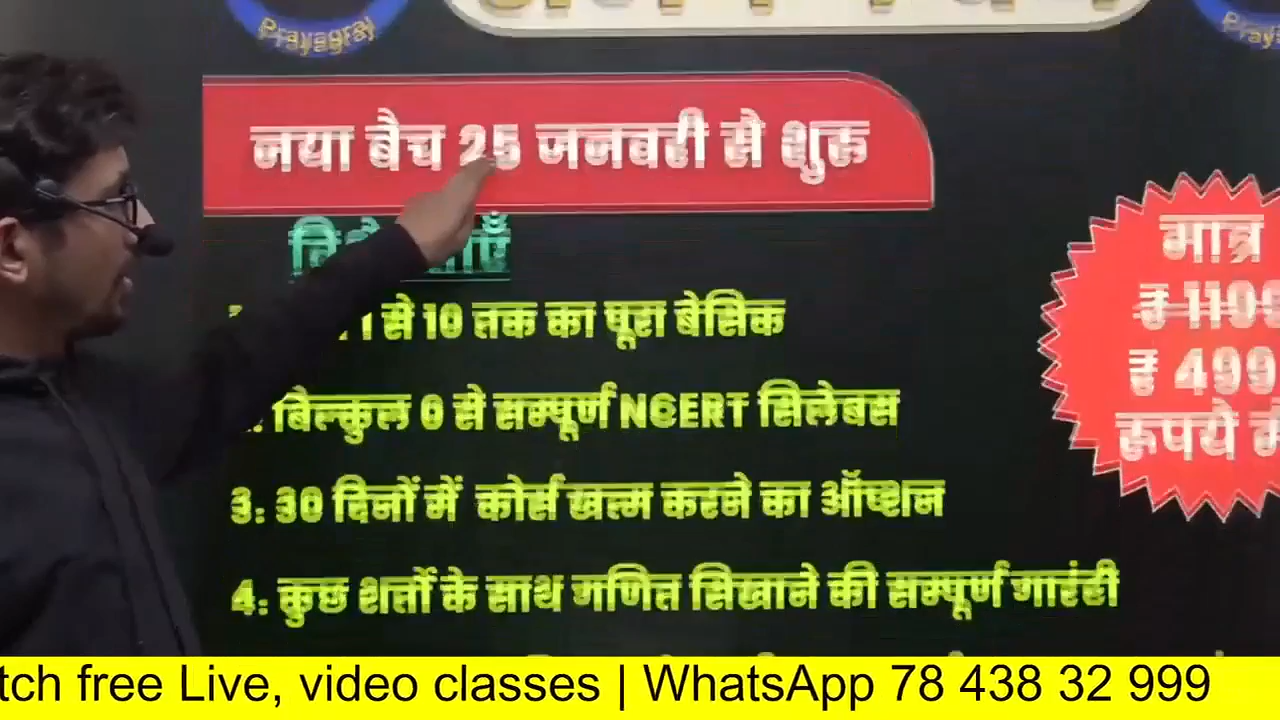 Prayagraj
नया बैच 25 जनवरी से शुरू
1 से 10 तक का पूरा बेसिक
बिल्कुल 0 से सम्पूर्ण NCERT सिलेबस
3: 30 दिनों में कोर्स खत्म करने का ऑप्शन
4: कुछ शर्तो के साथ गणित सिखाने की सम्पूर्ण गारंटी
मात्र
₹ 499
रूपये
tch free Live, video classes | WhatsApp 78 438 32 999